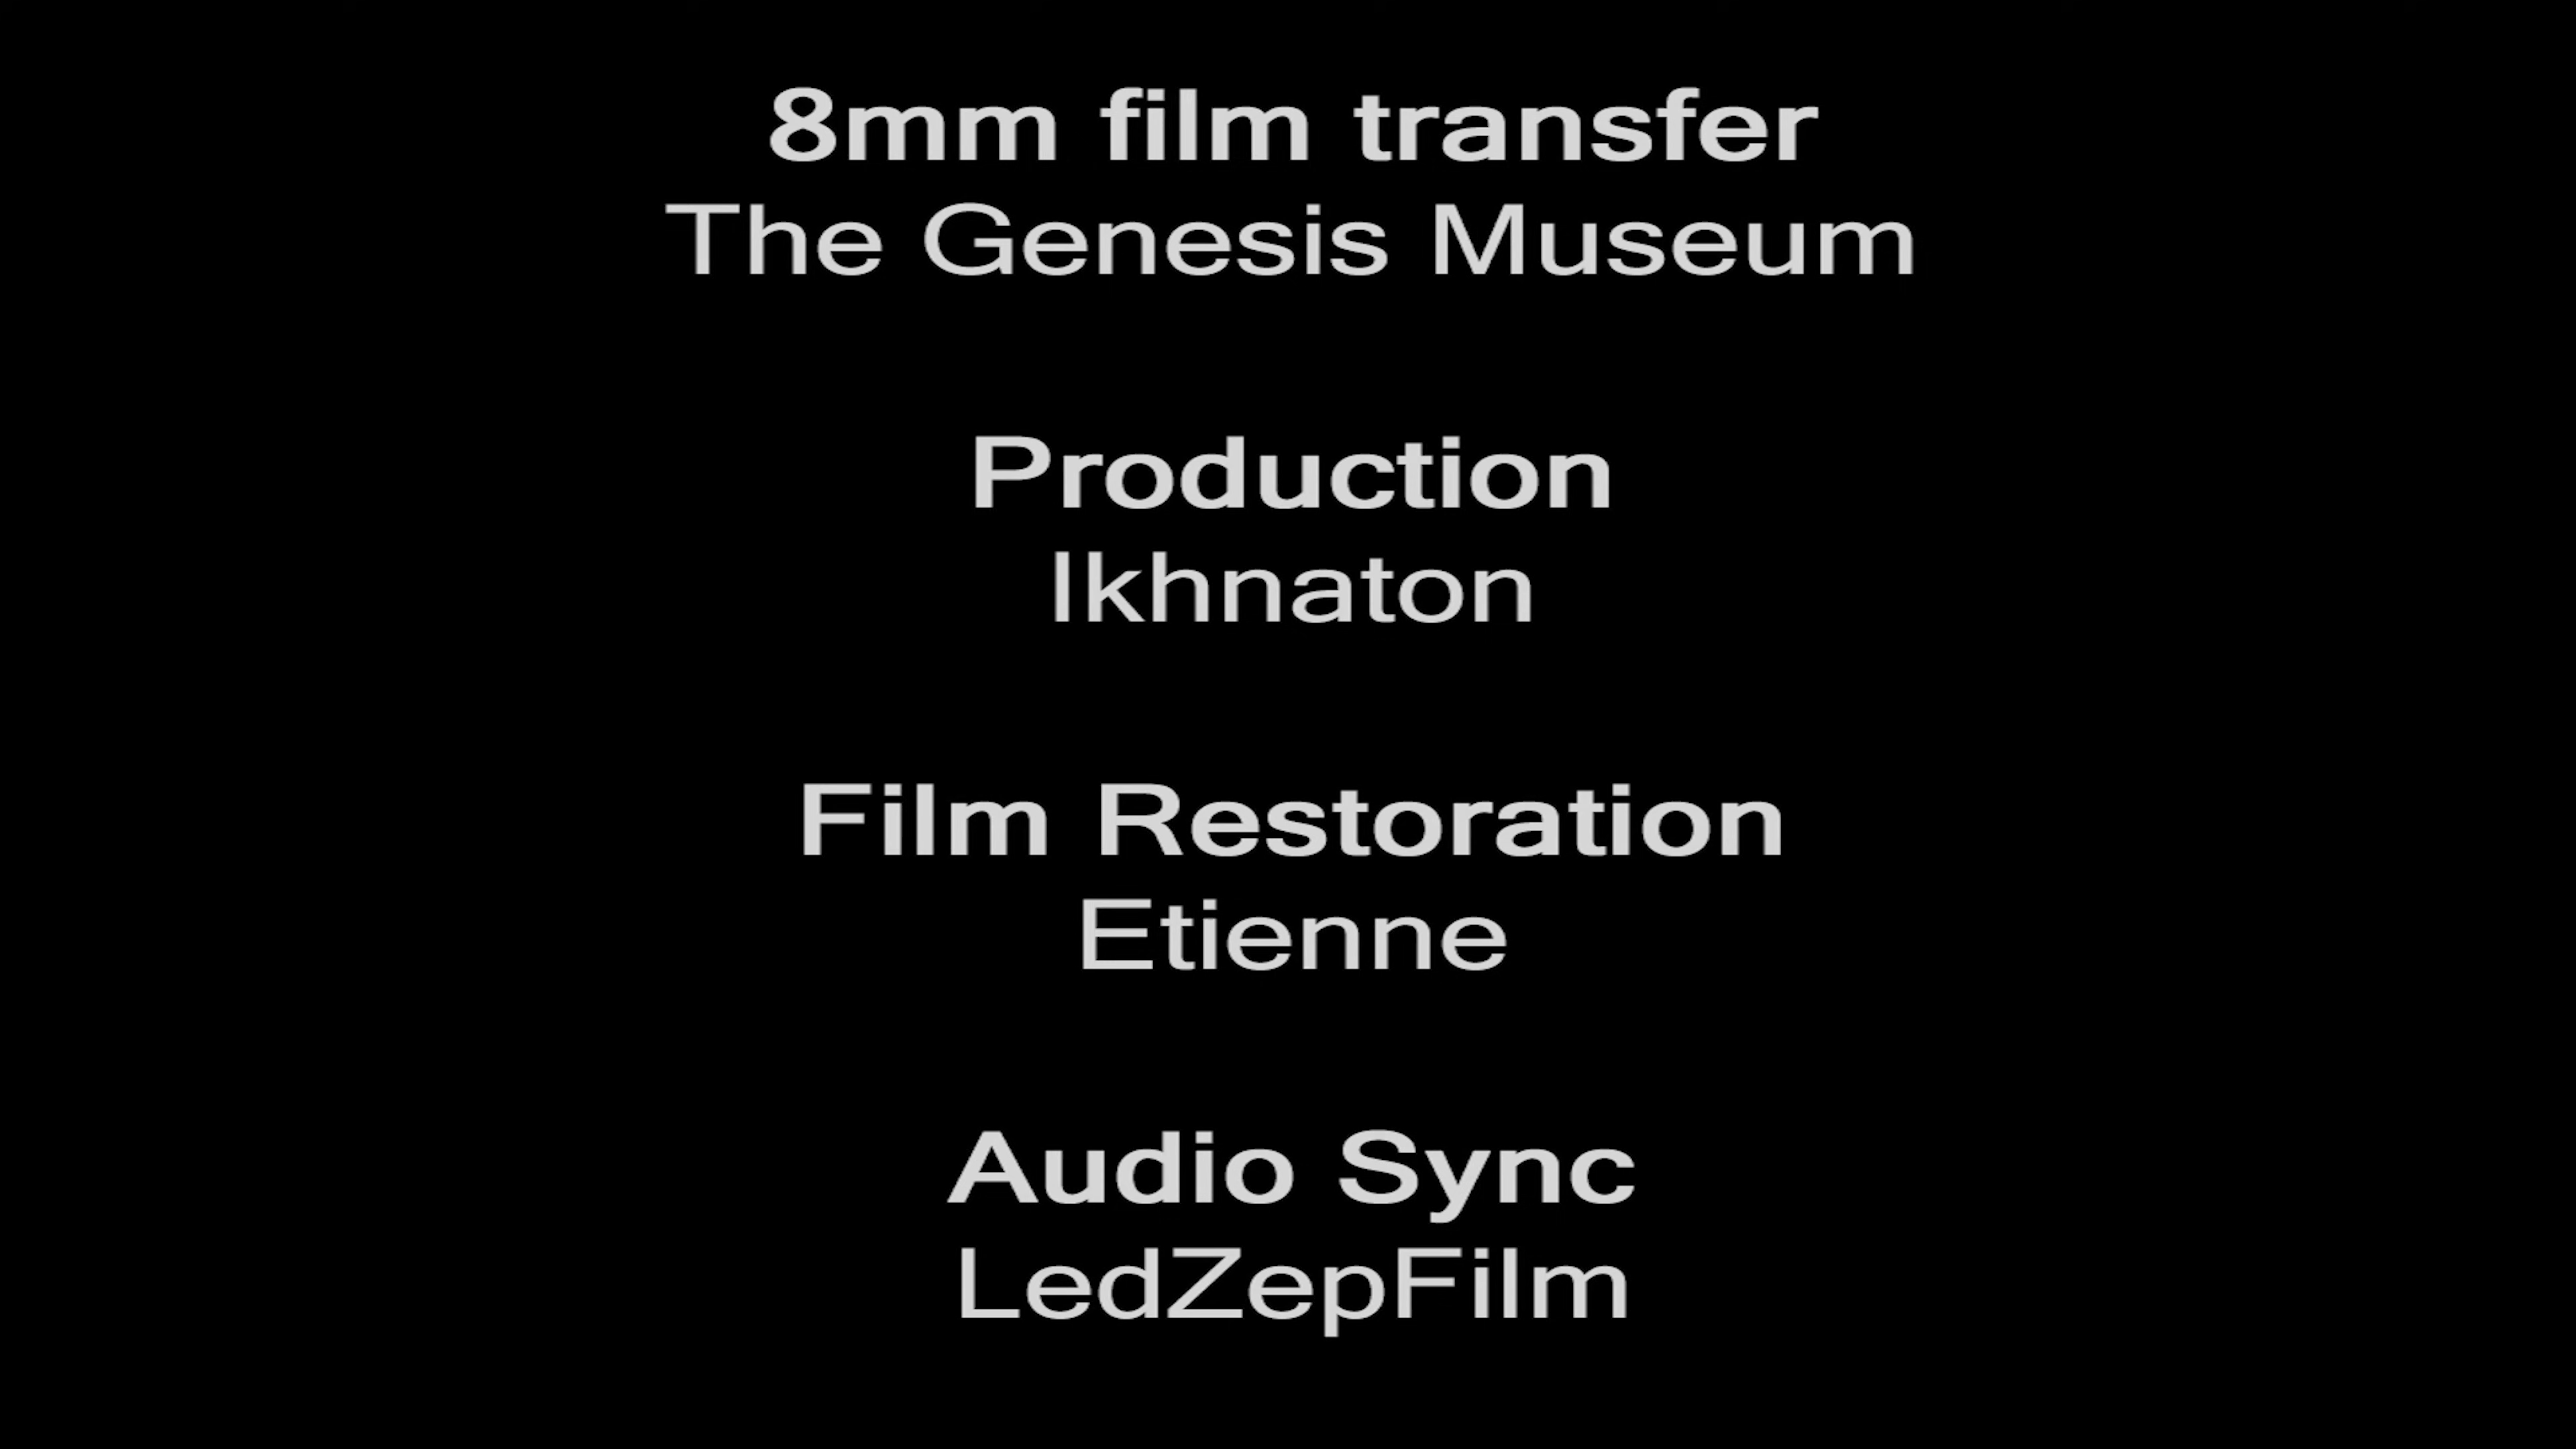 8mm film transfer
The Genesis Museum
Production
Ikhnaton
Film Restoration
Etienne
Audio Sync
LedZepFilm